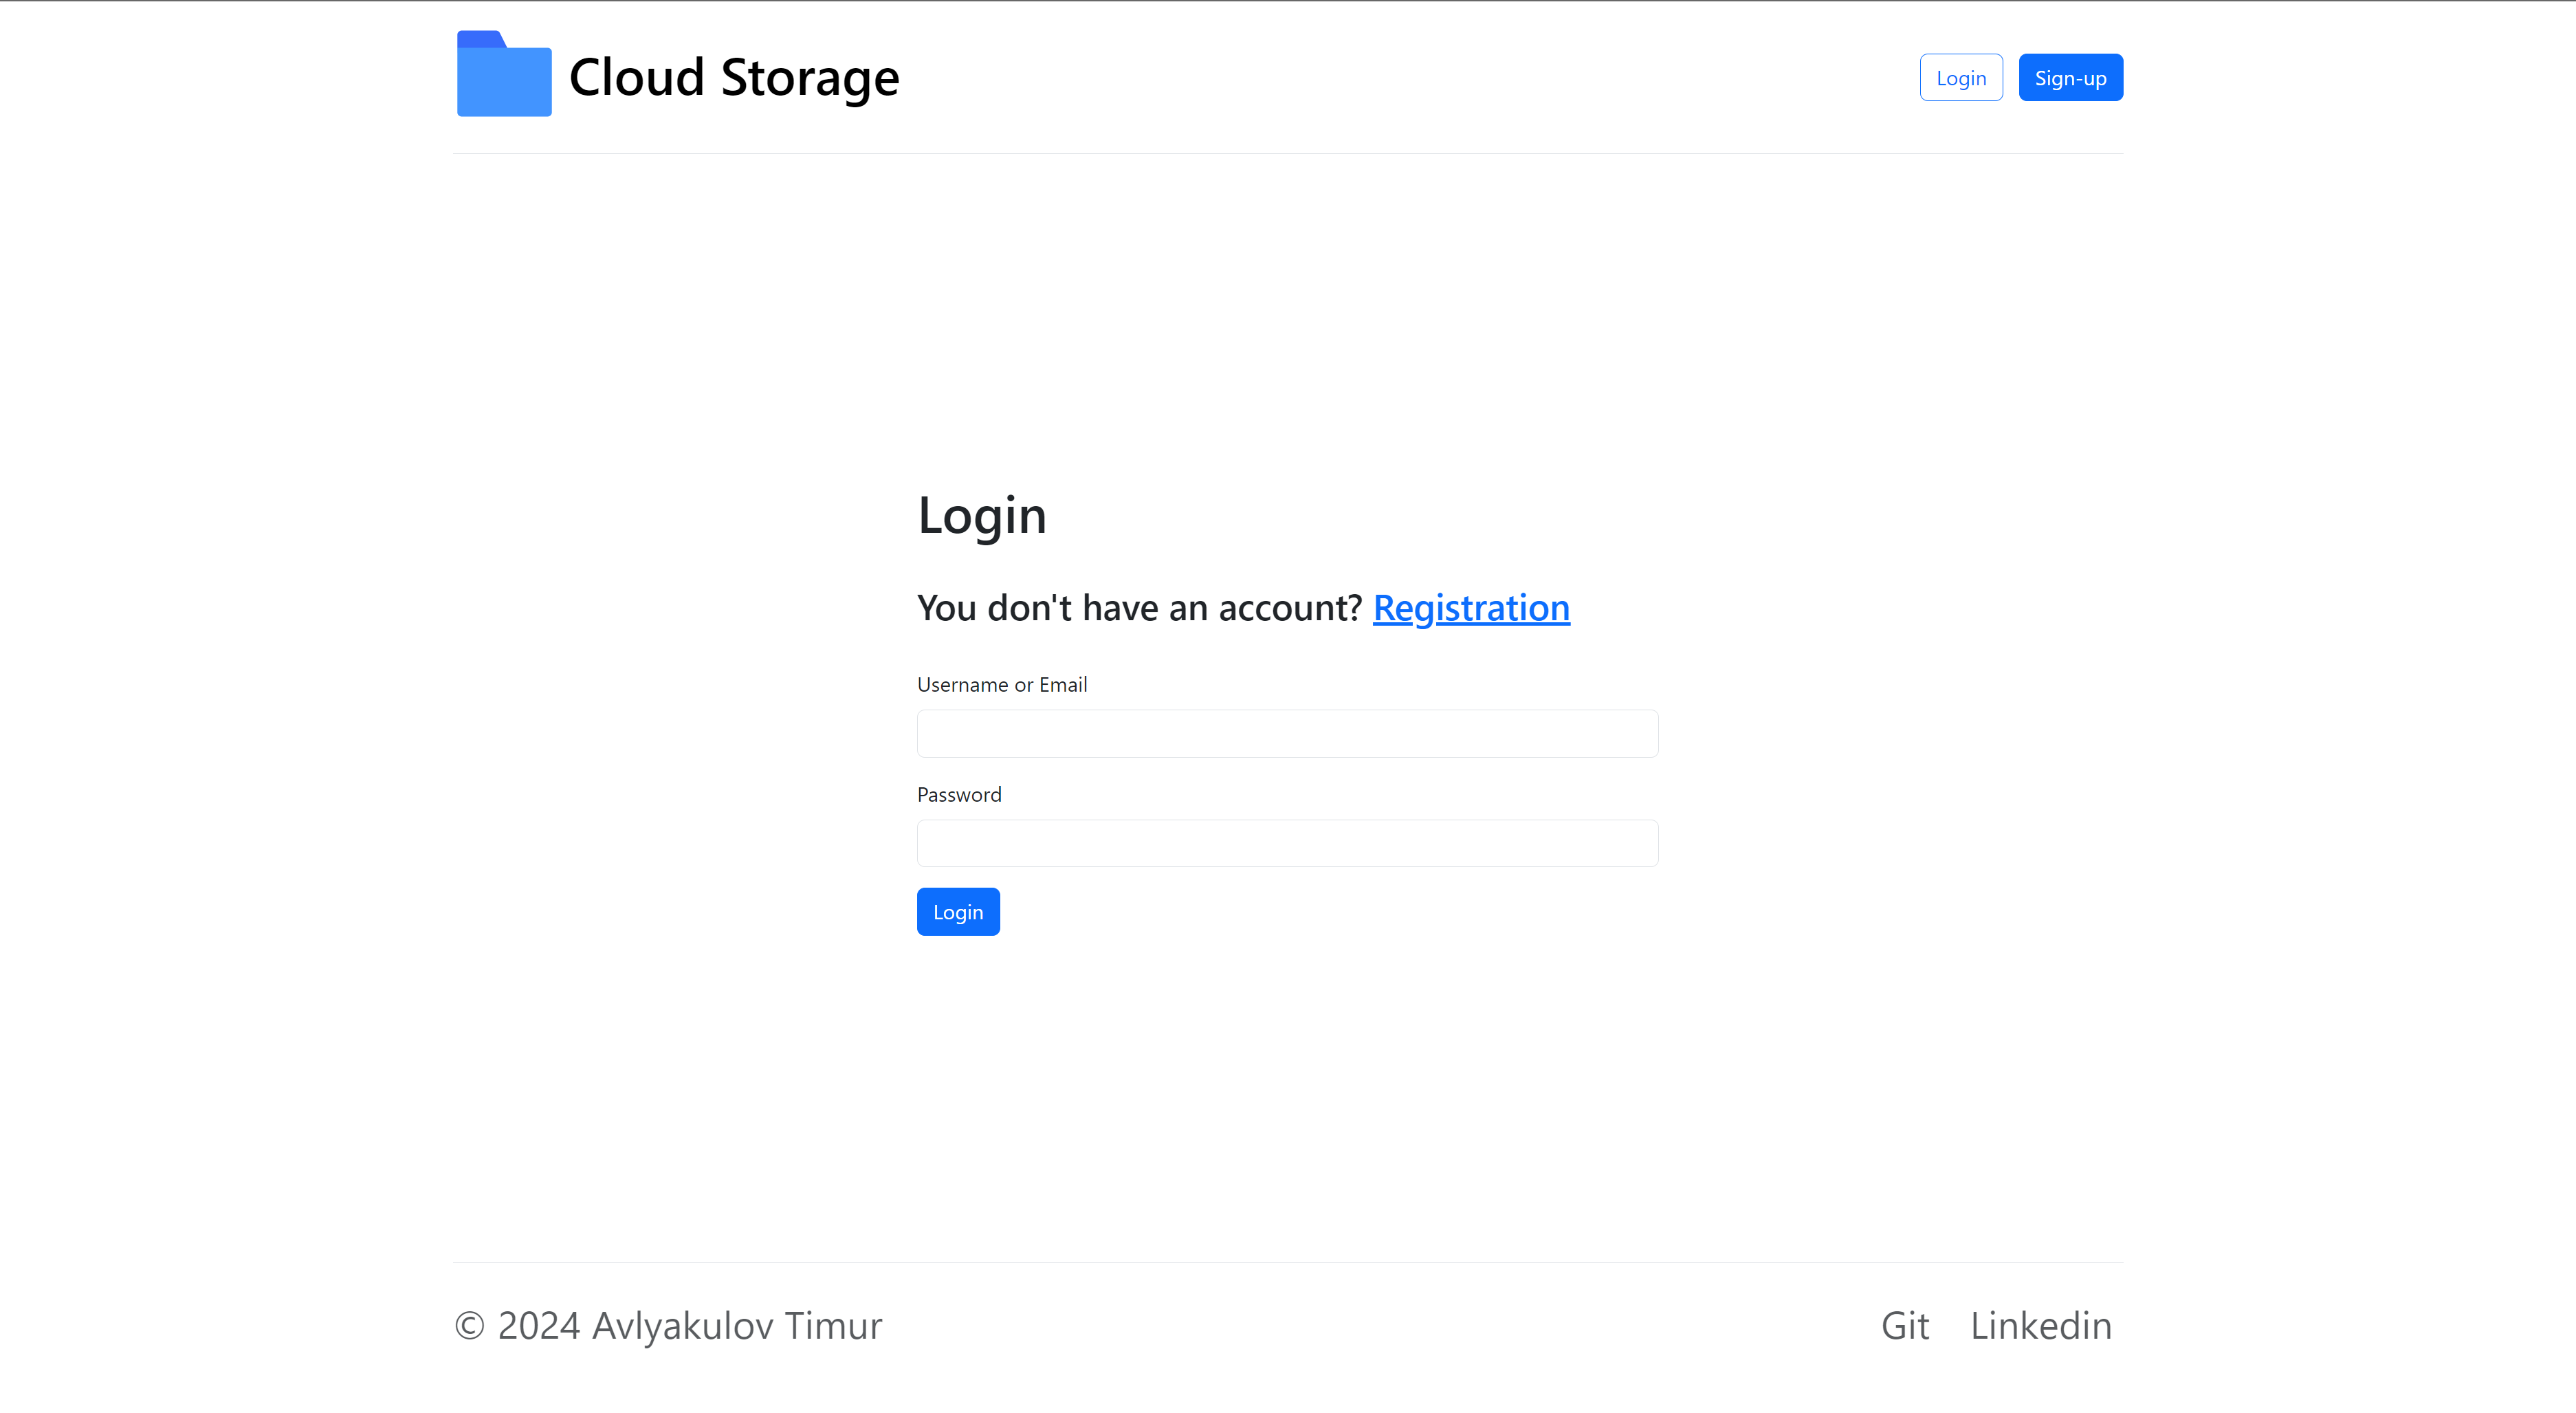 Cloud Storage
Login
Sign-up
Login
You don't have an account? Registration
Username or Email
Password
Login
© 2024 Avlyakulov Timur
Git
Linkedin